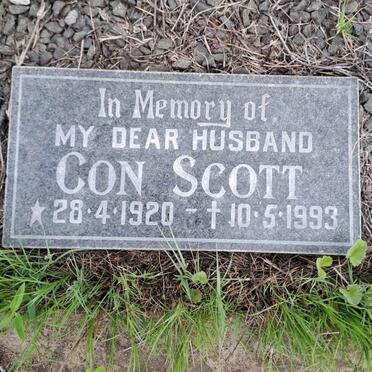 In Memory of
MY DEAR HUSBAND
CON SCOTT
★ 28·4·1920 - † 10·5·1993